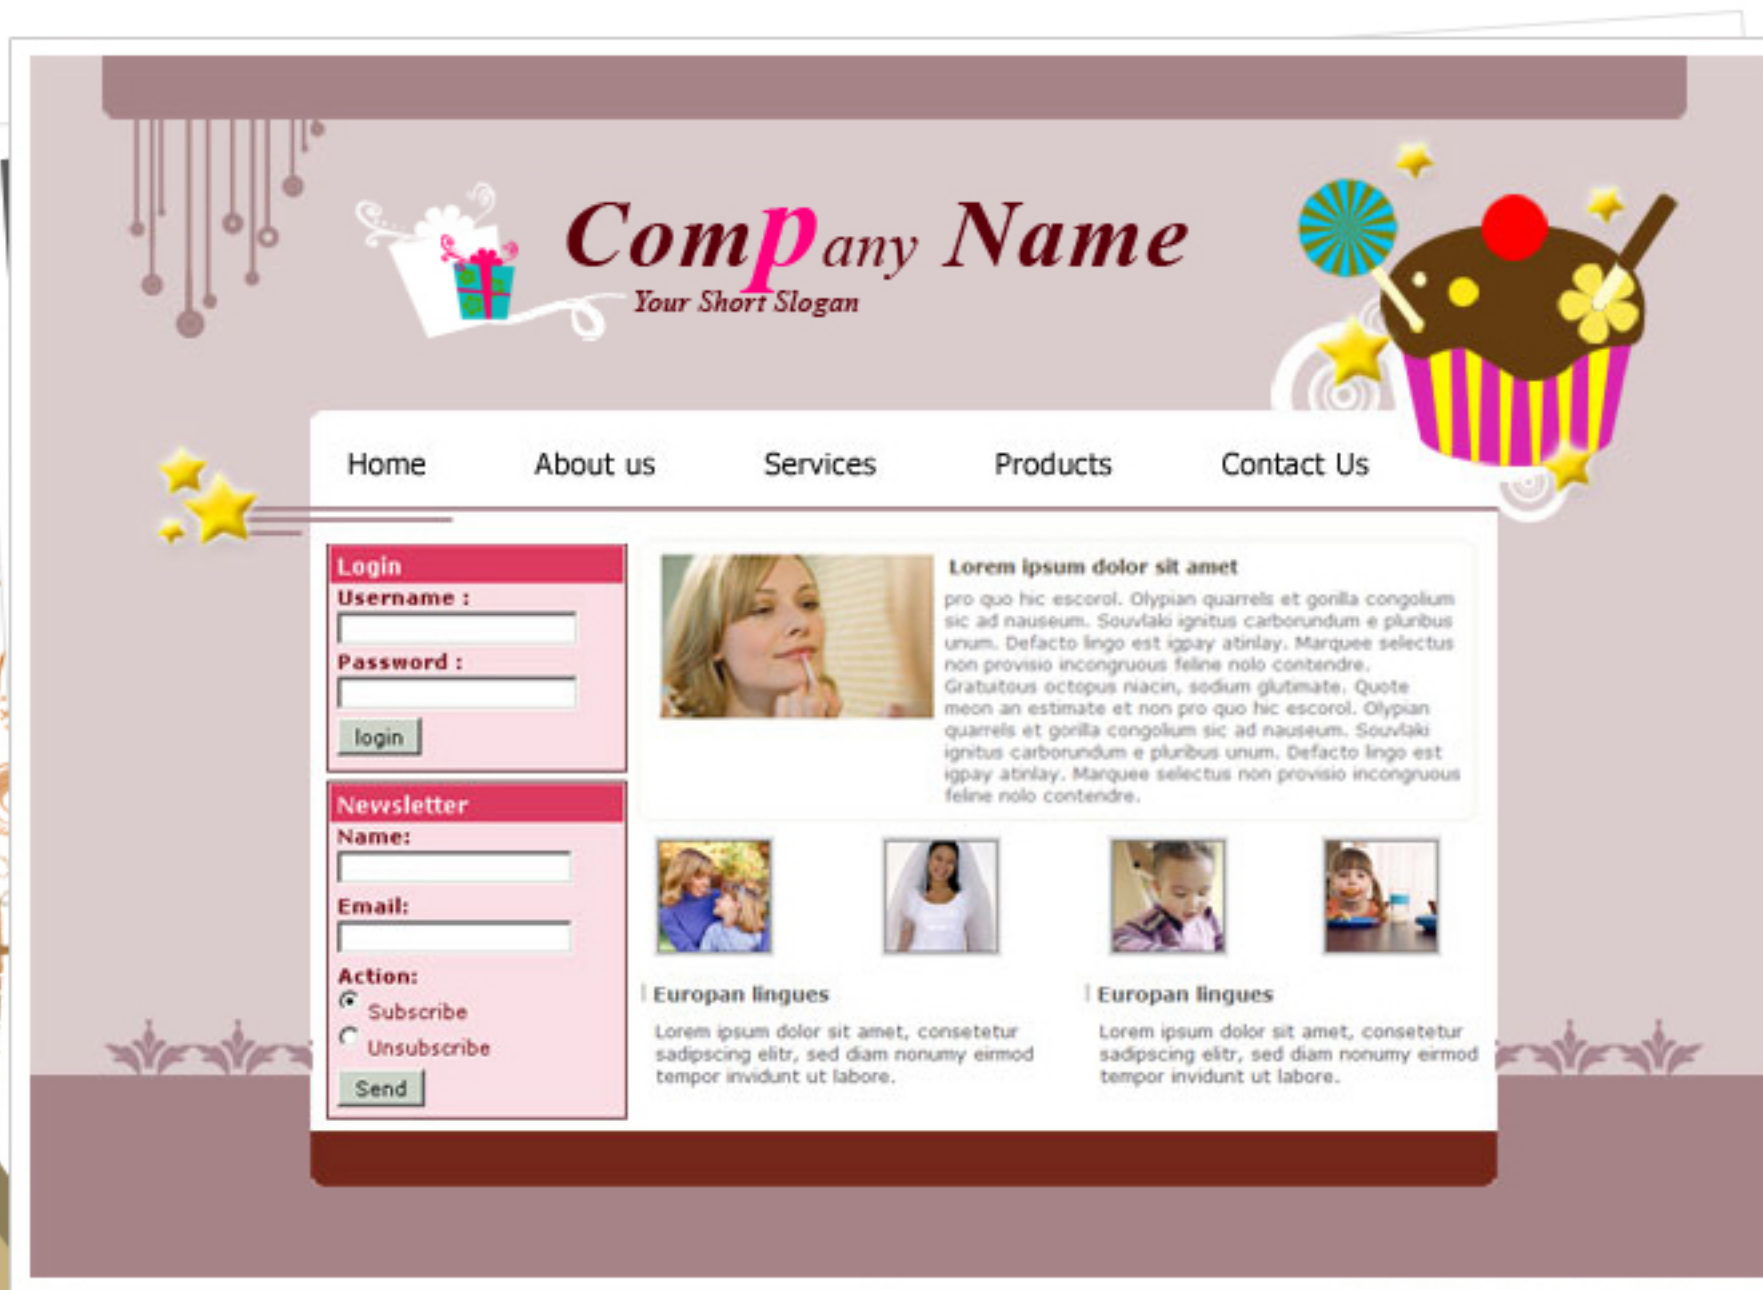 Company Name
Your Short Slogan
Home About us Services Products Contact Us
Login
Username :
Password :
login
Newsletter
Name:
Email:
Action:
Subscribe
Unsubscribe
Send
Lorem ipsum dolor sit amet
pro quo hic escorol. Olypian quarrels et gorilla congolium
sic ad nauseum. Souvlaki ignitus carborundum e pluribus
unum. Defacto lingo est igpay atinlay. Marquee selectus
non provisio incongruous feline nolo contendre.
Gratuitous octopus niacin, sodium glutimate. Quote
meon an estimate et non pro quo hic escorol. Olypian
quarrels et gorilla congolium sic ad nauseum. Souvlaki
ignitus carborundum e pluribus unum. Defacto lingo est
igpay atinlay. Marquee selectus non provisio incongruous
feline nolo contendre.
Europan lingues
Lorem ipsum dolor sit amet, consetetur
sadipscing elitr, sed diam nonumy eirmod
tempor invidunt ut labore.
Europan lingues
Lorem ipsum dolor sit amet, consetetur
sadipscing elitr, sed diam nonumy eirmod
tempor invidunt ut labore.